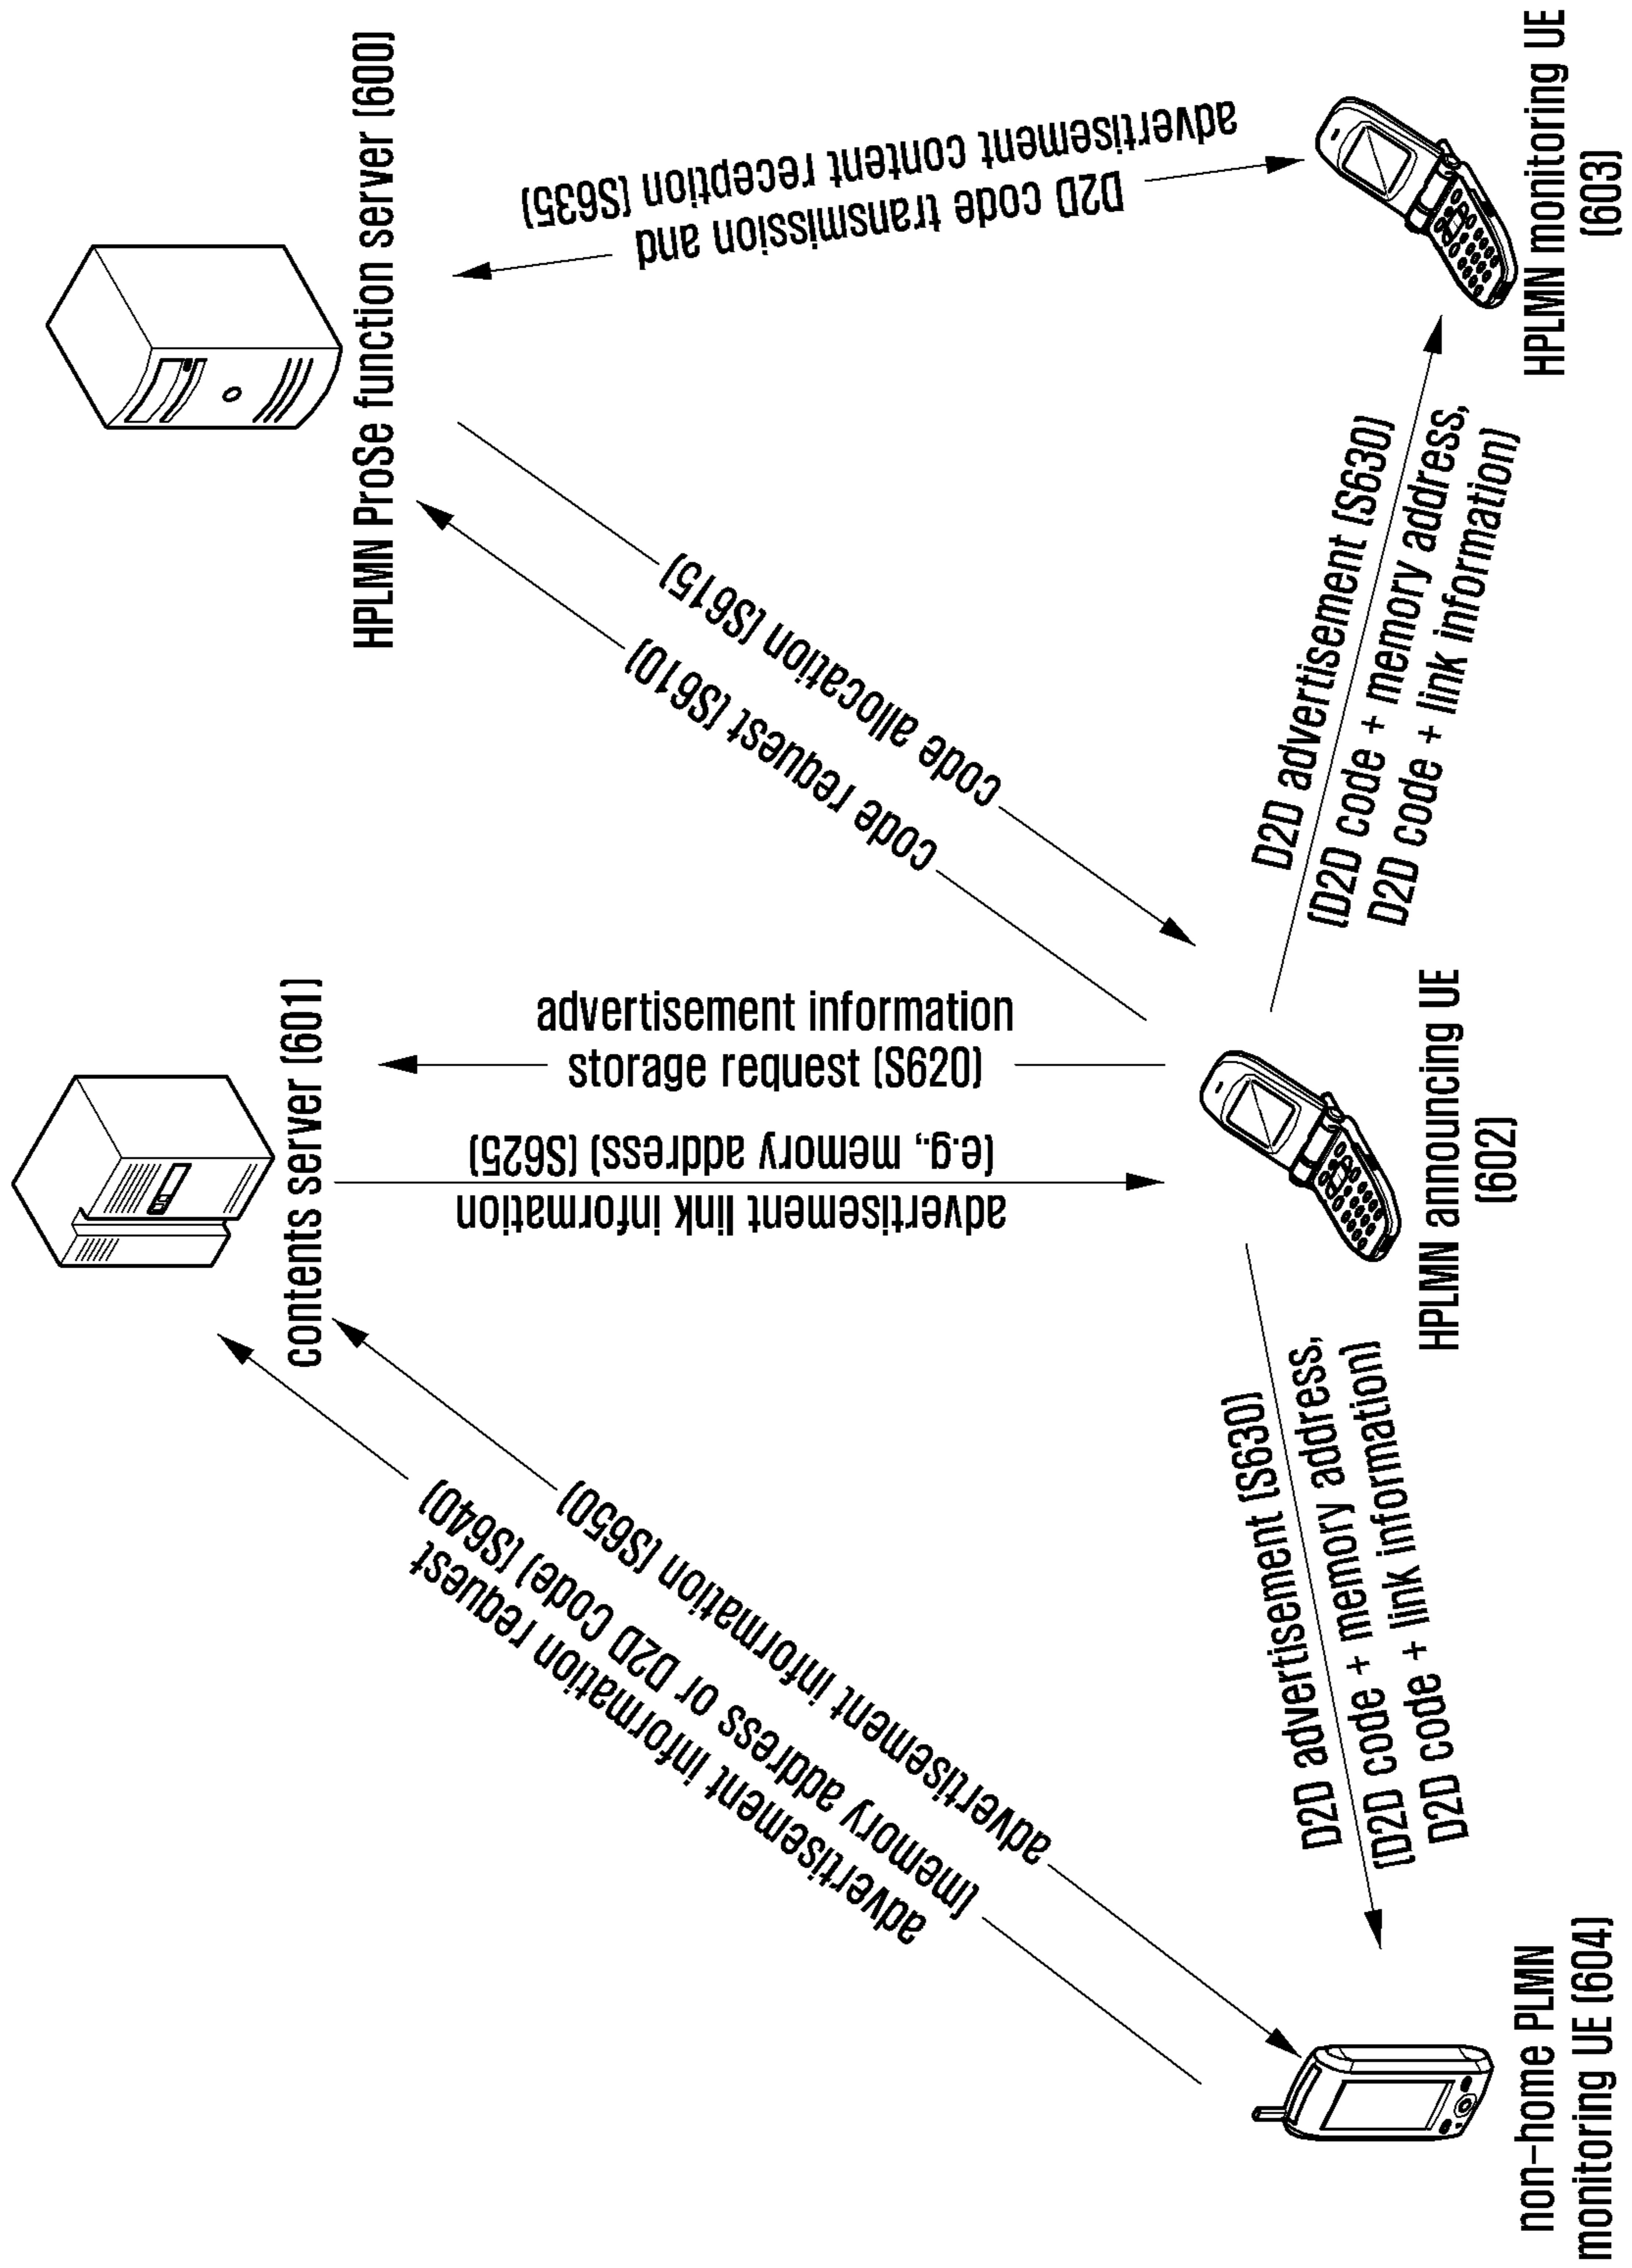 HPLMN ProSe function server (600)
contents server (601)
code request (S610)
code allocation (S615)
advertisement information
storage request (S620)
advertisement link information
(e.g., memory address) (S625)
advertisement information request
(memory address or D2D Code) (S640)
advertisement information (S650)
D2D code transmission and
advertisement content reception (S635)
D2D advertisement (S630)
(D2D code + memory address,
D2D code + link information)
D2D advertisement (S630)
(D2D code + memory address,
D2D code + link information)
non-home PLMN
monitoring UE (604)
HPLMN announcing UE
(602)
HPLMN monitoring UE
(603)